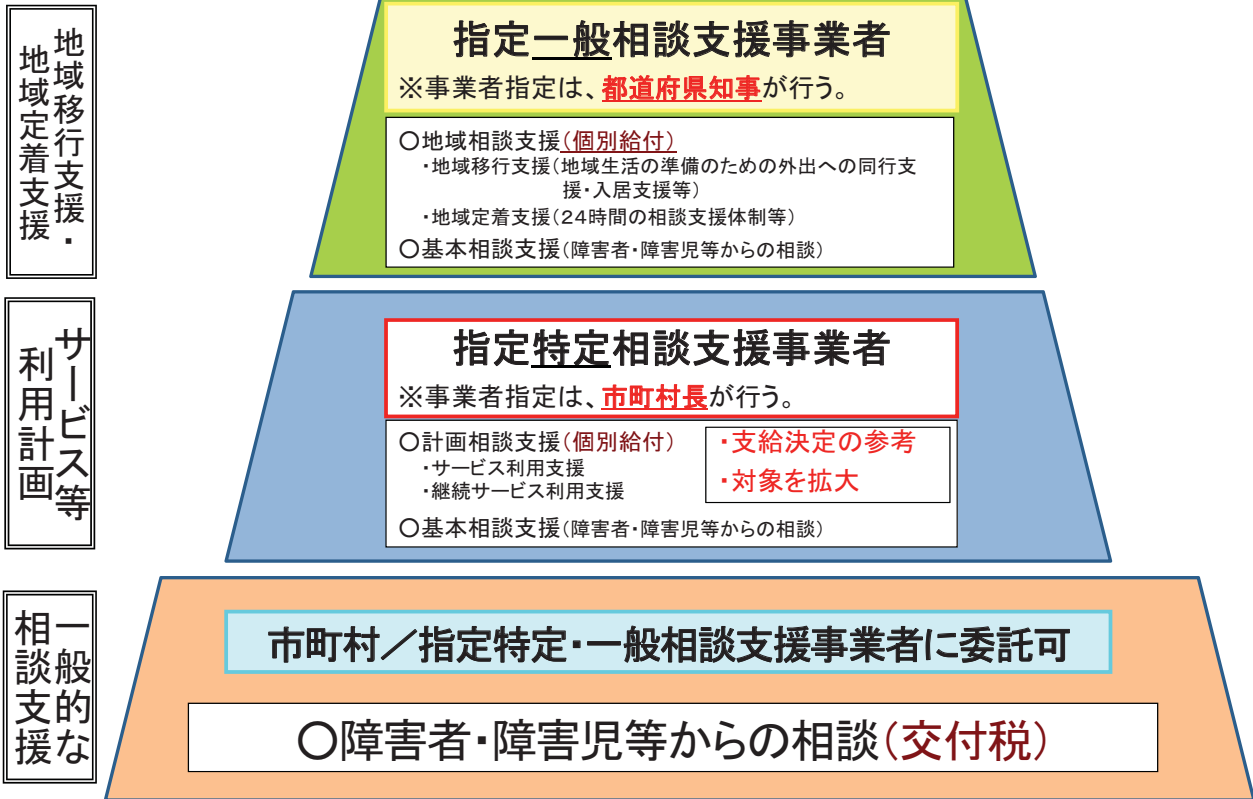 地域移行支援・
地域定着支援
指定一般相談支援事業者
※事業者指定は、都道府県知事が行う。
○地域相談支援(個別給付)
・地域移行支援(地域生活の準備のための外出への同行支
援・入居支援等)
・地域定着支援(24時間の相談支援体制等)
○基本相談支援(障害者・障害児等からの相談)
サービス等
利用計画
指定特定相談支援事業者
※事業者指定は、市町村長が行う。
○計画相談支援(個別給付)
・サービス利用支援
・継続サービス利用支援
・支給決定の参考
・対象を拡大
○基本相談支援(障害者・障害児等からの相談)
一般的な
相談支援
市町村／指定特定・一般相談支援事業者に委託可
○障害者・障害児等からの相談(交付税)